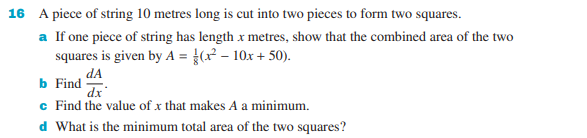 16 A piece of string 10 metres long is cut into two pieces to form two squares.
a If one piece of string has length x metres, show that the combined area of the two
squares is given by A = 1/8(x² – 10x + 50).
b Find dA/dx.
c Find the value of x that makes A a minimum.
d What is the minimum total area of the two squares?